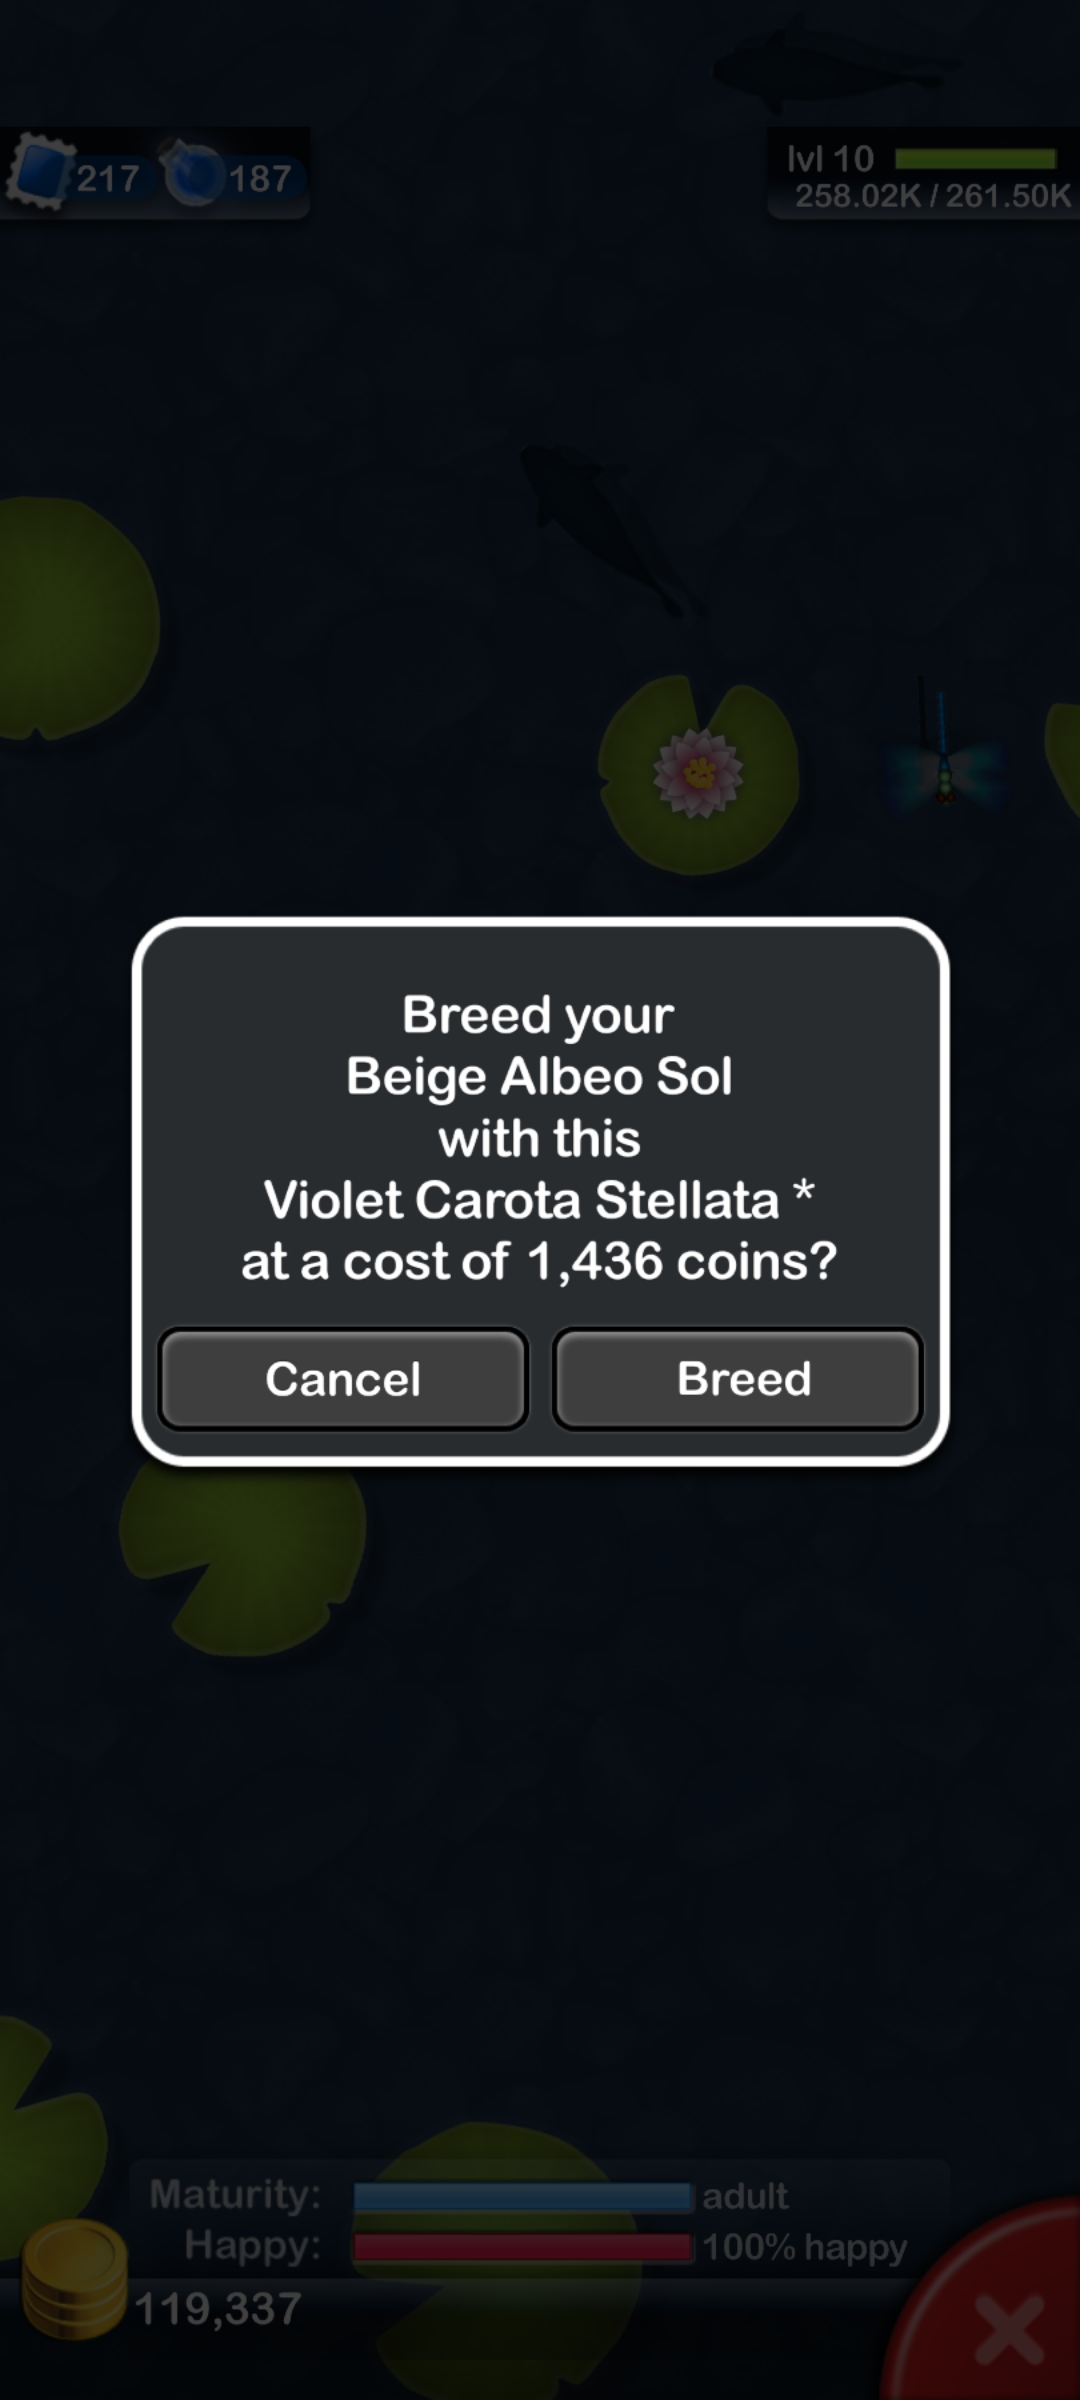 217 187
lvl 10
258.02K / 261.50K
Breed your
Beige Albeo Sol
with this
Violet Carota Stellata *
at a cost of 1,436 coins?
Cancel Breed
Maturity: adult
Happy: 100% happy
119,337